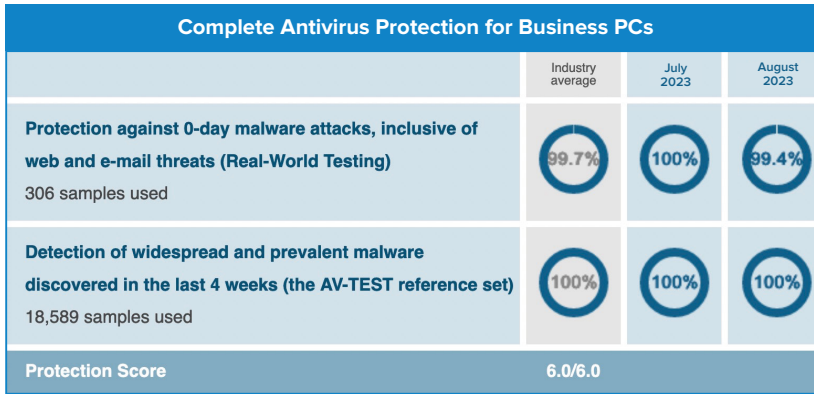 Complete Antivirus Protection for Business PCs
Industry average
July 2023
August 2023
Protection against 0-day malware attacks, inclusive of
web and e-mail threats (Real-World Testing)
306 samples used
99.7%
100%
99.4%
Detection of widespread and prevalent malware
discovered in the last 4 weeks (the AV-TEST reference set)
18,589 samples used
100%
100%
100%
Protection Score
6.0/6.0